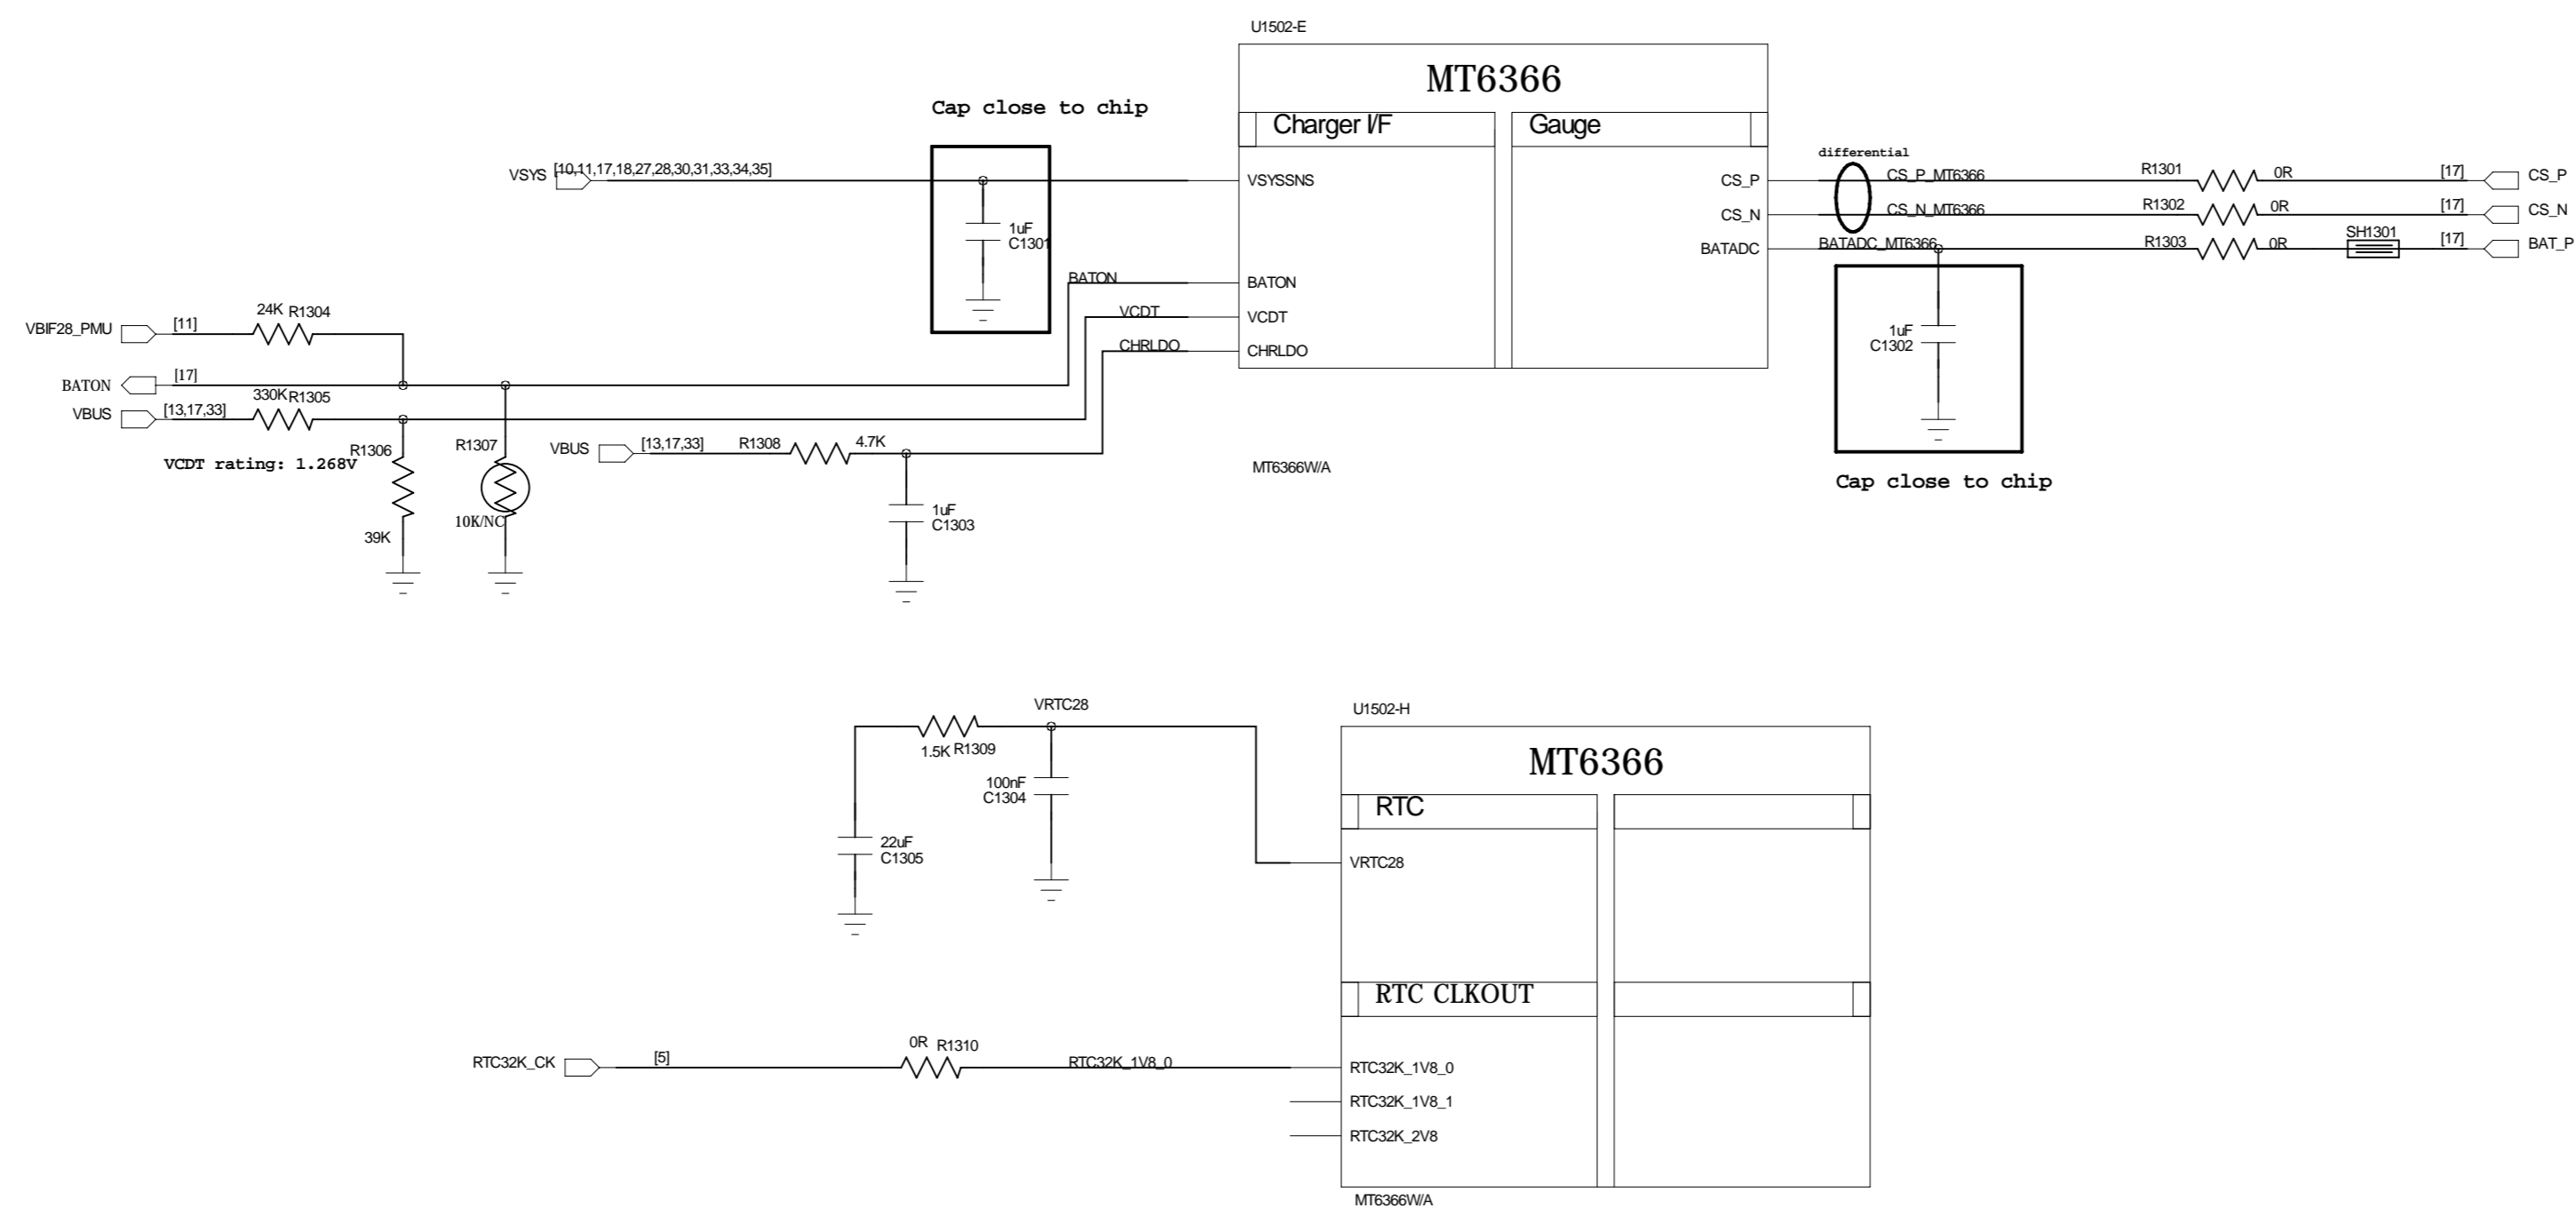 U1502-E
MT6366
Cap close to chip
Charger I/F
Gauge
differential
VSYS
[10,11,17,18,27,28,30,31,33,34,35]
VSYSSNS
CS_P
CS_P_MT6366
R1301
0R
[17]
CS_P
CS_N
CS_N_MT6366
R1302
0R
[17]
CS_N
1uF
C1301
BATADC
BATADC_MT6366
R1303
0R
SH1301
[17]
BAT_P
BATON
BATON
VCDT
VCDT
CHRLDO
CHRLDO
1uF
C1302
24K R1304
VBIF28_PMU
[11]
BATON
[17]
330K R1305
VBUS
[13,17,33]
R1306
R1307
VBUS
[13,17,33]
R1308
4.7K
VCDT rating: 1.268V
MT6366W/A
Cap close to chip
10K/NC
1uF
C1303
39K
VRTC28
U1502-H
1.5K R1309
MT6366
100nF
C1304
RTC
22uF
C1305
VRTC28
RTC CLKOUT
0R R1310
RTC32K_CK
[5]
RTC32K_1V8_0
RTC32K_1V8_0
RTC32K_1V8_1
RTC32K_2V8
MT6366W/A